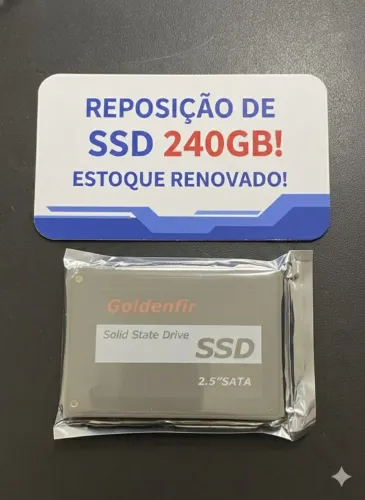 REPOSIÇÃO DE
SSD 240GB!
ESTOQUE RENOVADO!
Goldenfir
Solid State Drive
SSD
2.5"SATA